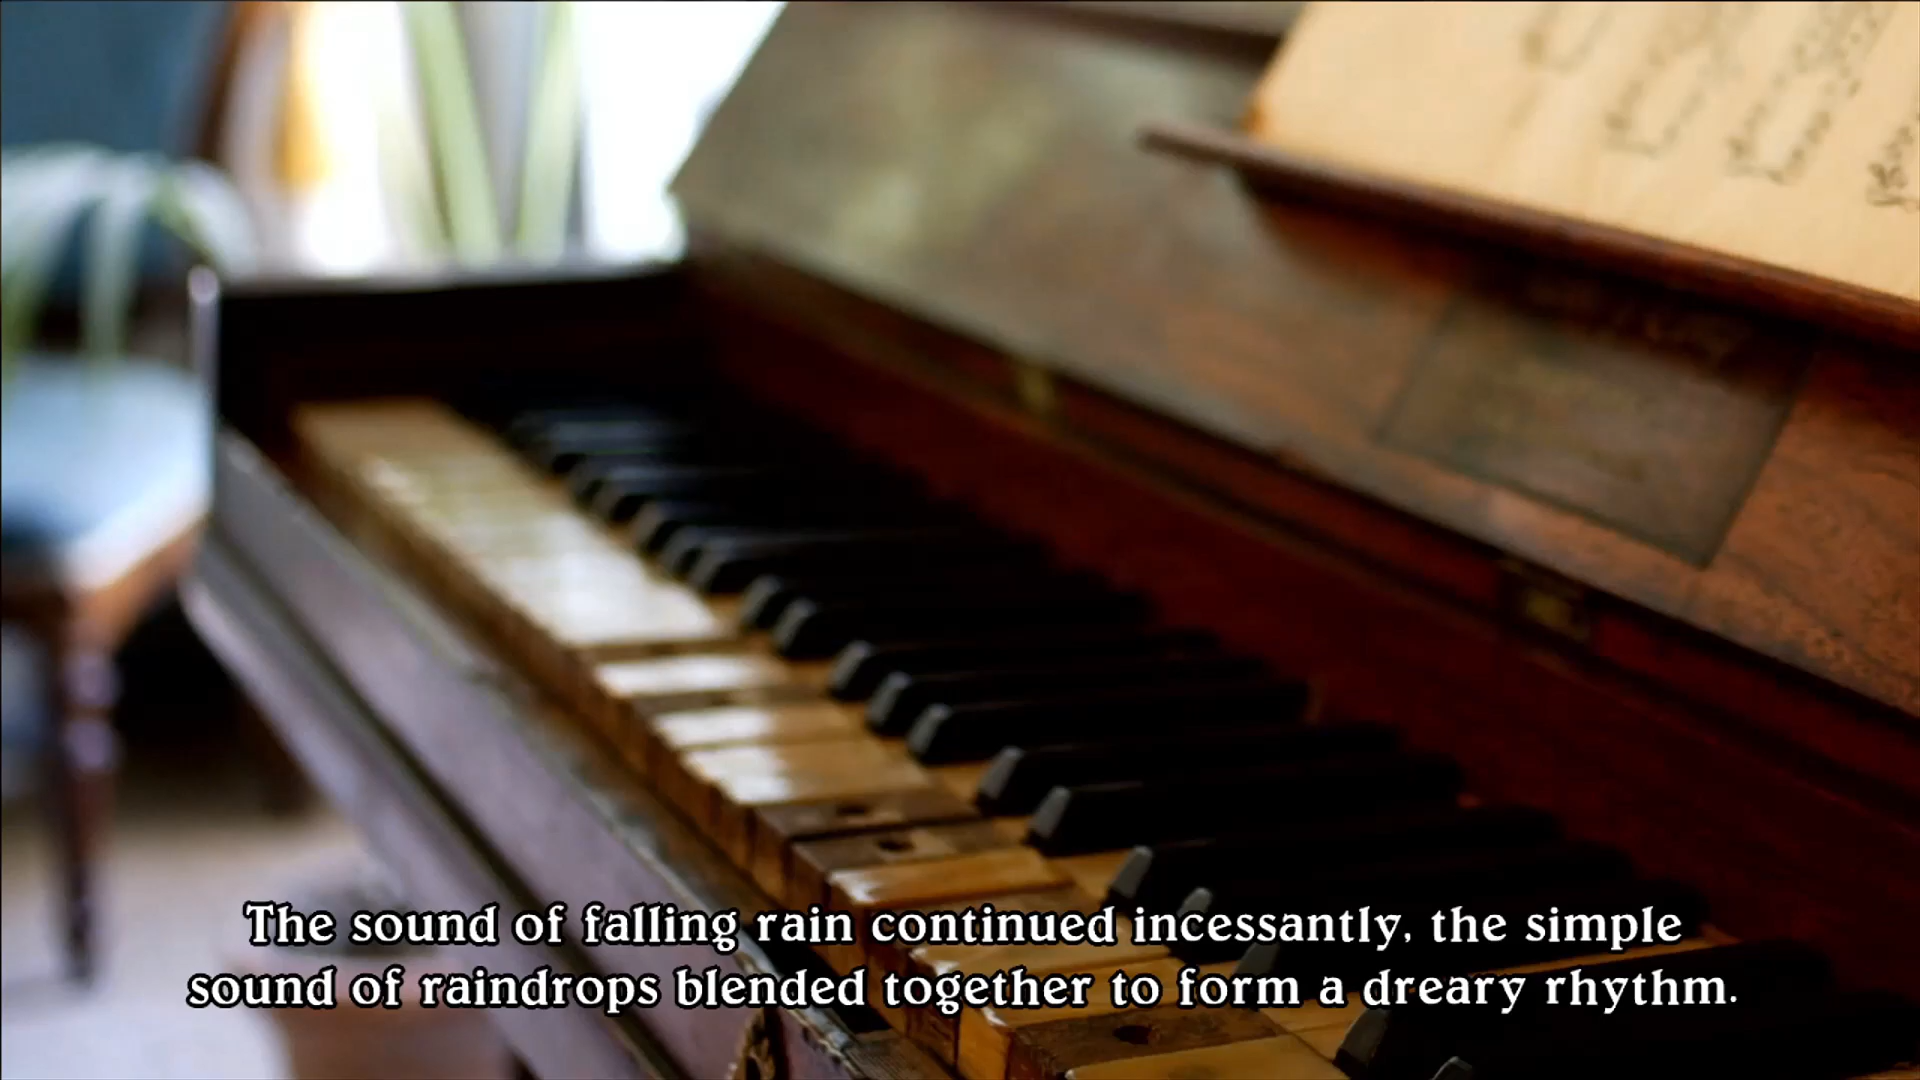 The sound of falling rain continued incessantly, the simple
sound of raindrops blended together to form a dreary rhythm.